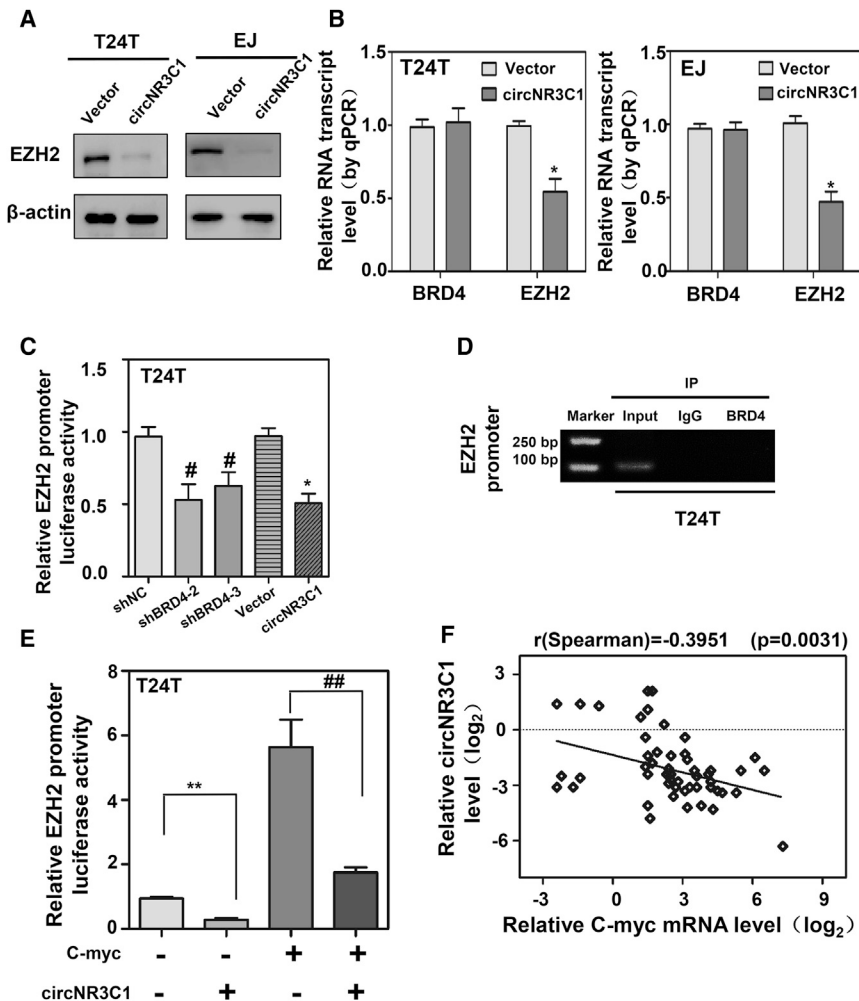 A
T24T EJ
Vector circNR3C1 Vector circNR3C1
EZH2
β-actin
B
Relative RNA transcript
level（by qPCR）
1.5
1.0
0.5
0.0
T24T
Vector
circNR3C1
*
BRD4 EZH2
Relative RNA transcript
level（by qPCR）
1.5
1.0
0.5
0.0
EJ
Vector
circNR3C1
*
BRD4 EZH2
C
Relative EZH2 promoter
luciferase activity
1.5
1.0
0.5
0.0
T24T
# # *
shNC shBRD4-2 shBRD4-3 Vector circNR3C1
D
IP
Marker Input IgG BRD4
EZH2
promoter
250 bp
100 bp
T24T
E
Relative EZH2 promoter
luciferase activity
8
6
4
2
0
T24T
##
**
C-myc - - + +
circNR3C1 - + - +
F
r(Spearman)=-0.3951 (p=0.0031)
Relative circNR3C1
level (log2)
3
0
-3
-6
-3 0 3 6 9
Relative C-myc mRNA level（log2）